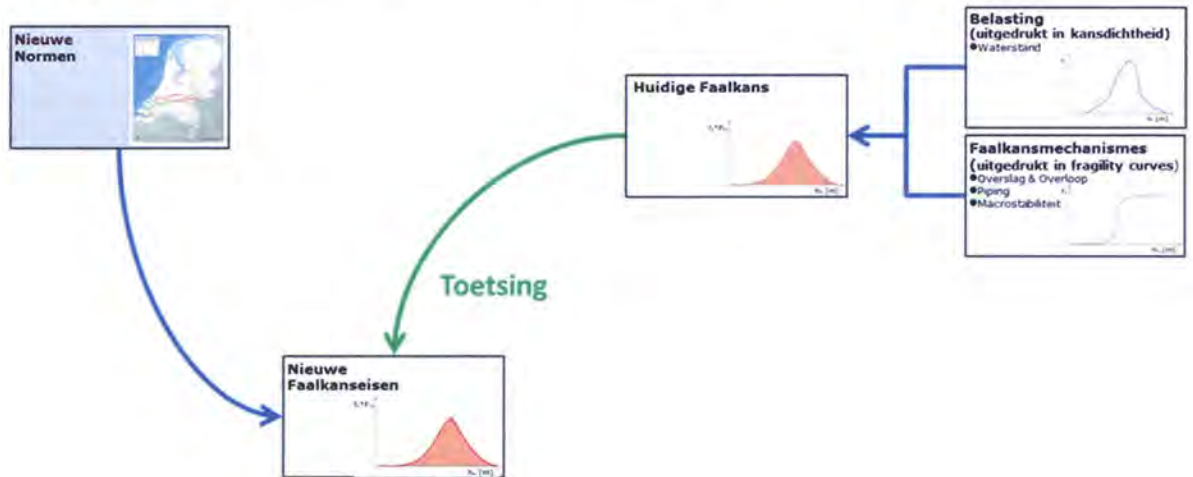 Nieuwe
Normen
Huidige Faalkans
Belasting
(uitgedrukt in kansdichtheid)
●Waterstand
Faalkansmechanismes
(uitgedrukt in fragility curves)
●Overslag & Overloop
●Piping
●Macrostabiliteit
Toetsing
Nieuwe
Faalkanseisen